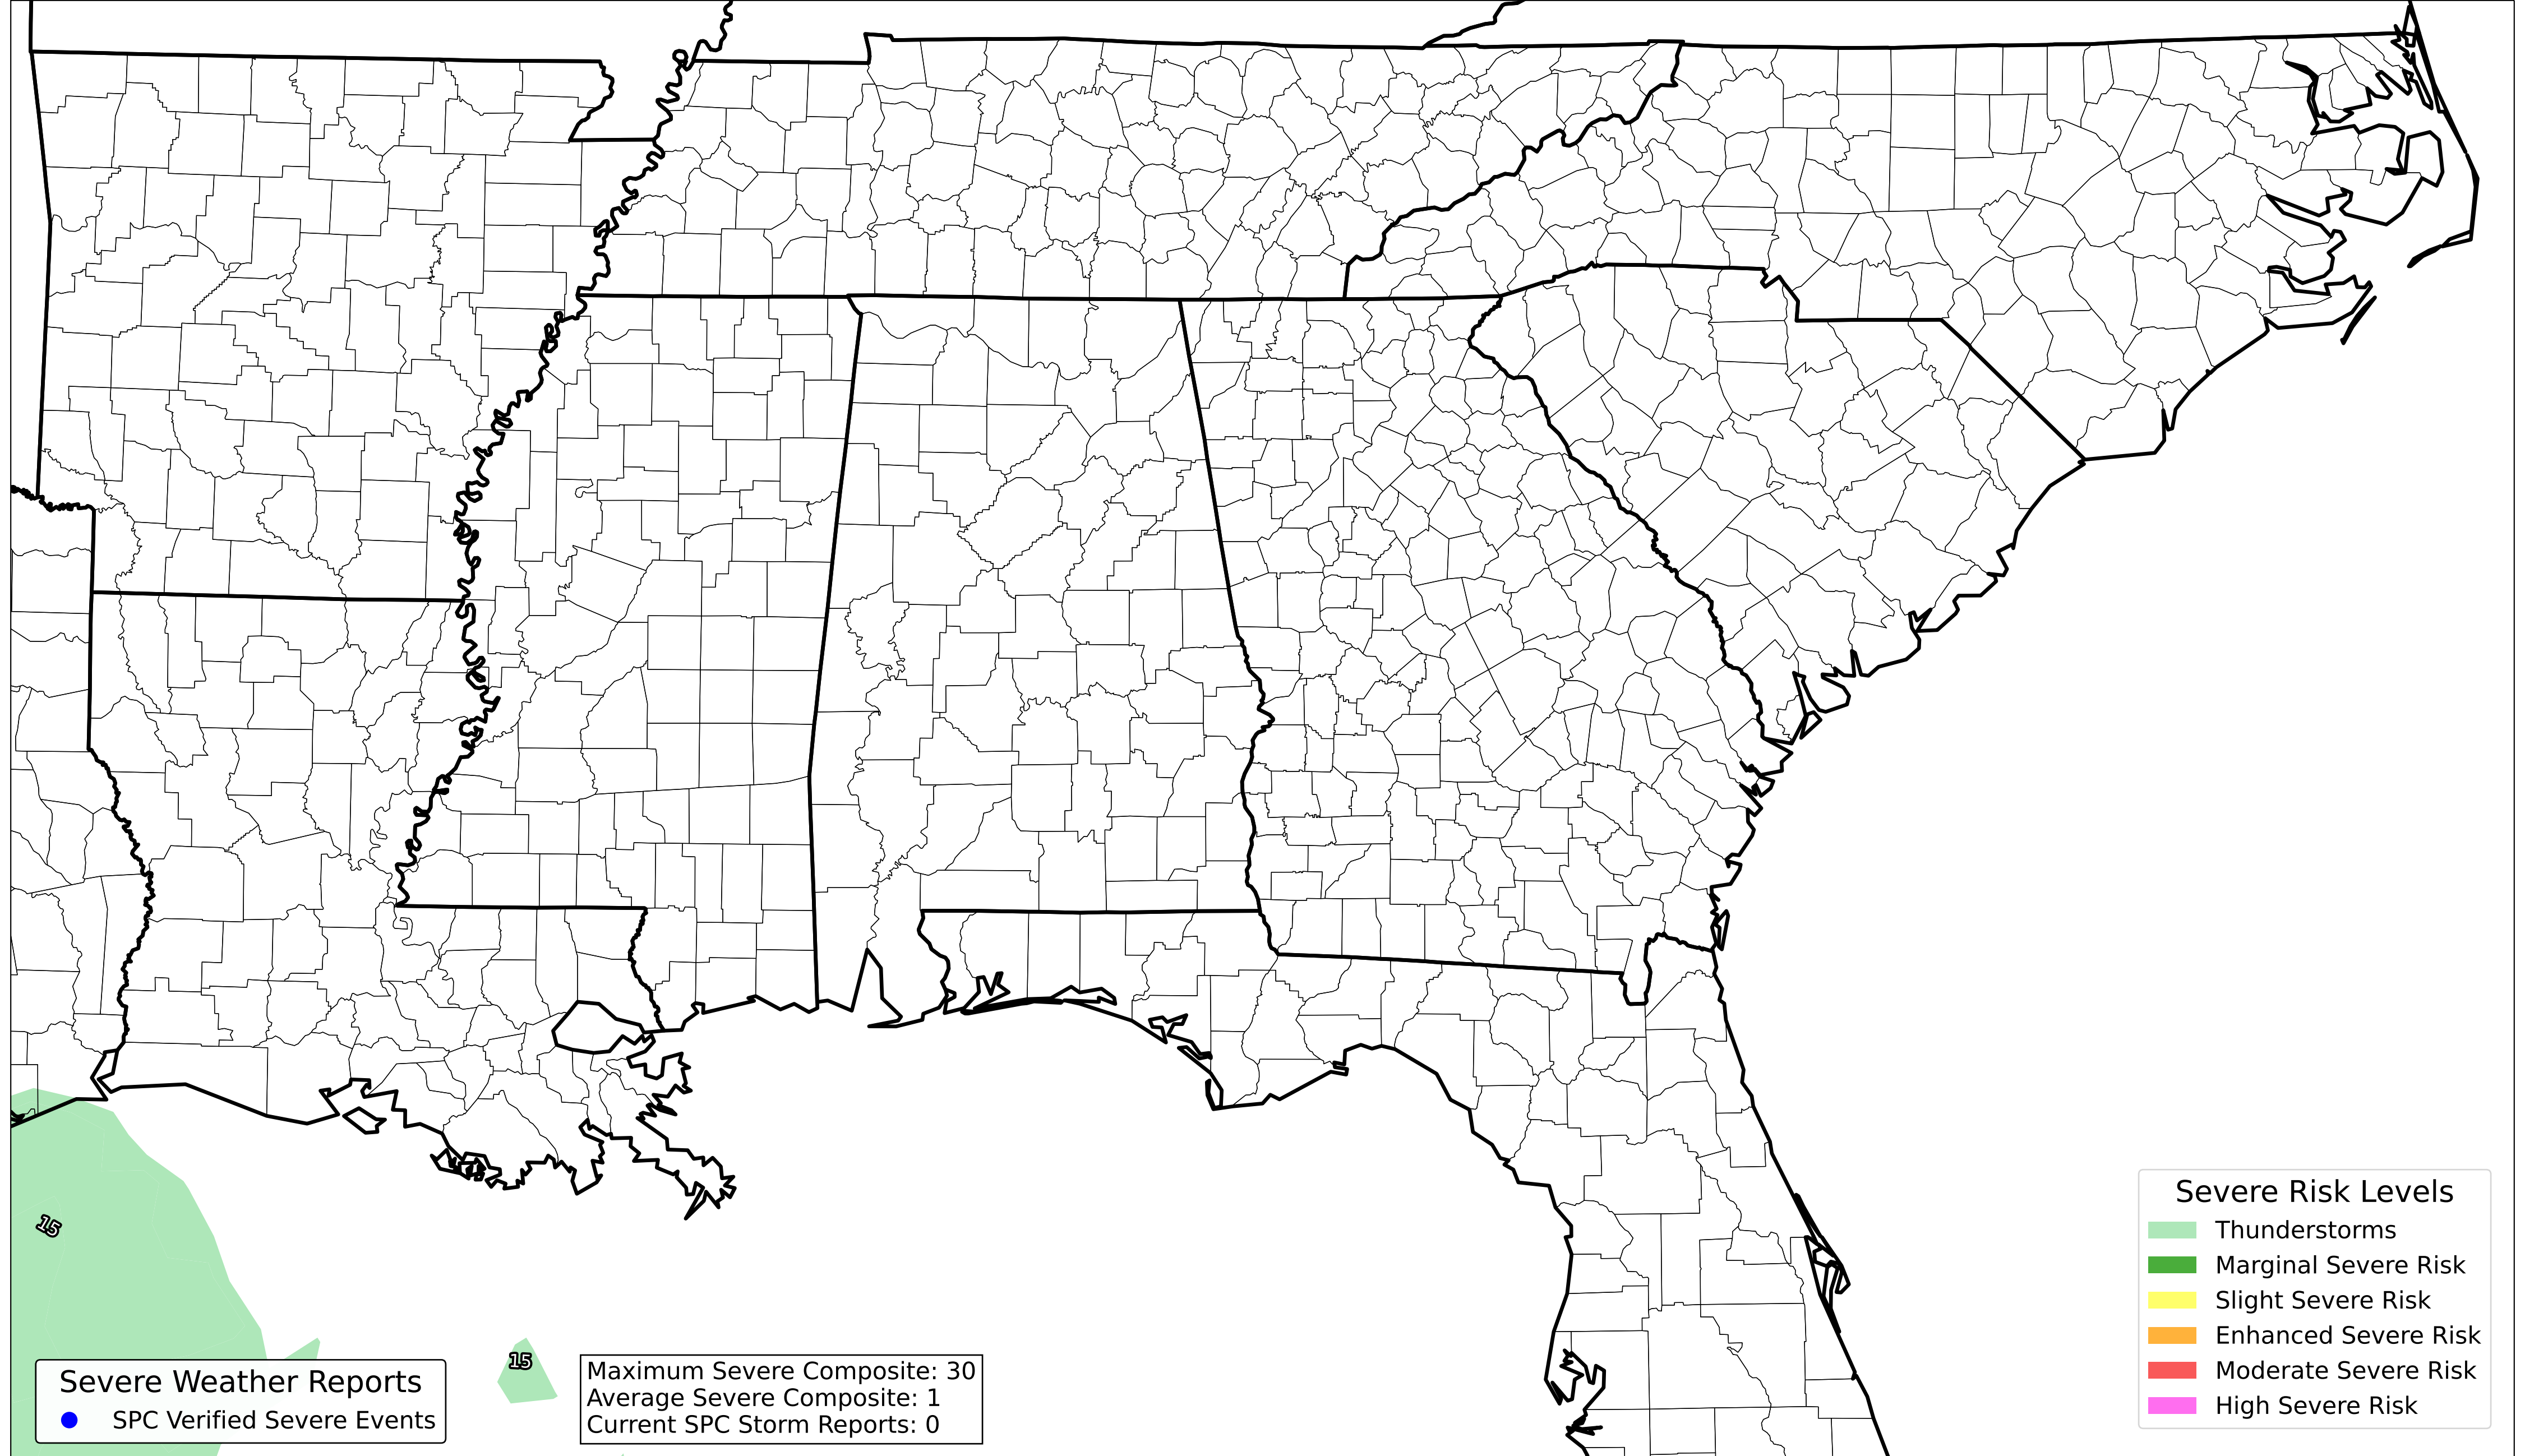 15
15
Severe Weather Reports
SPC Verified Severe Events
Maximum Severe Composite: 30
Average Severe Composite: 1
Current SPC Storm Reports: 0
Severe Risk Levels
Thunderstorms
Marginal Severe Risk
Slight Severe Risk
Enhanced Severe Risk
Moderate Severe Risk
High Severe Risk